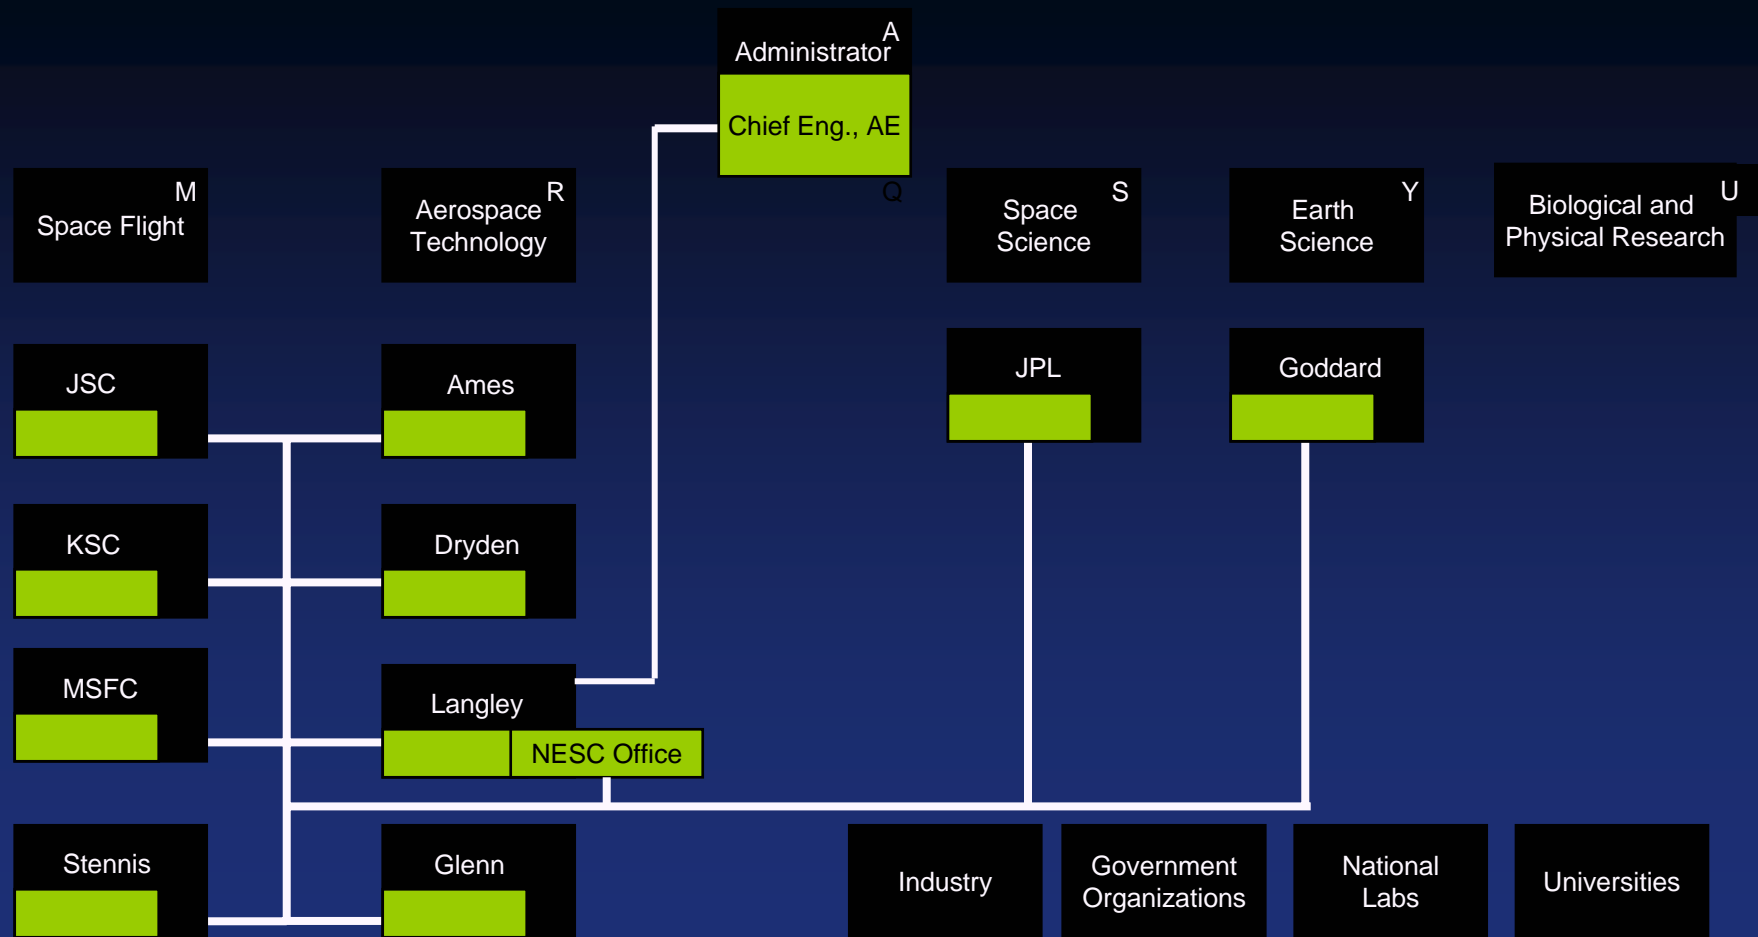 A
Administrator
Chief Eng., AE
Q
M
Space Flight
R
Aerospace
Technology
S
Space
Science
Y
Earth
Science
U
Biological and
Physical Research
JSC
Ames
JPL
Goddard
KSC
Dryden
MSFC
Langley
NESC Office
Stennis
Glenn
Industry
Government
Organizations
National
Labs
Universities